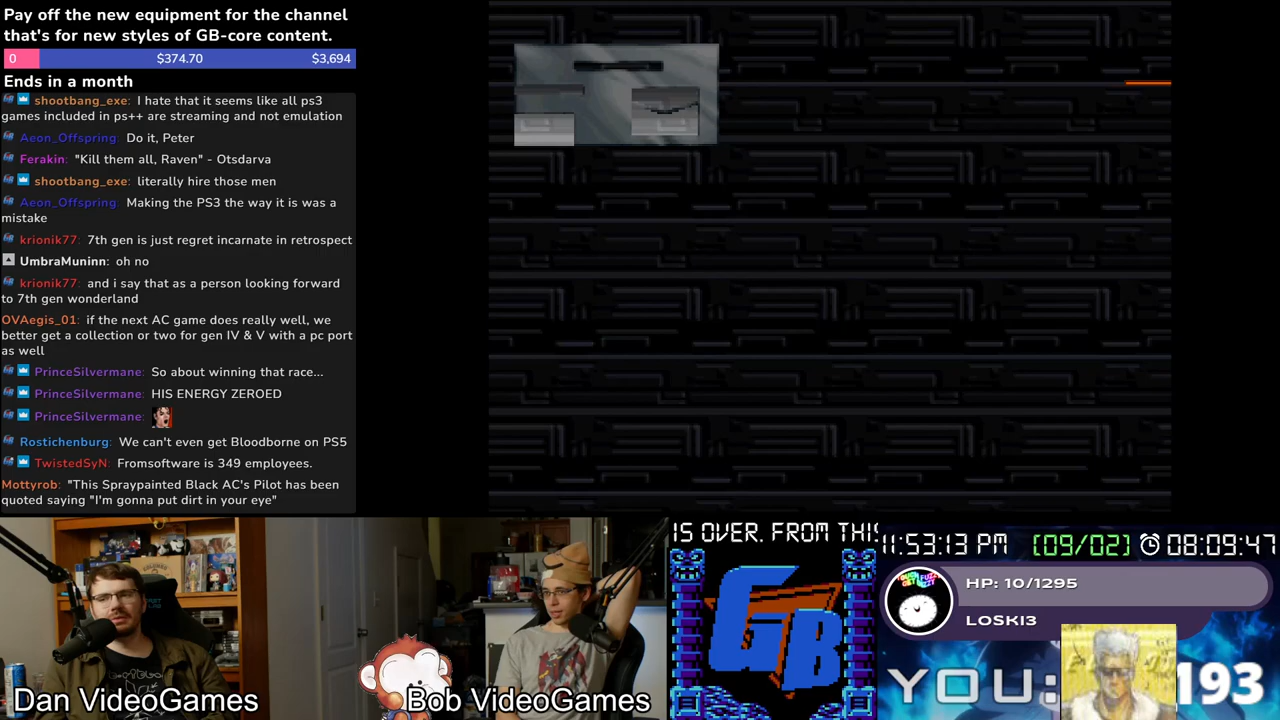 Pay off the new equipment for the channel
that's for new styles of GB-core content.
0
$374.70
$3,694
Ends in a month
shootbang_exe: I hate that it seems like all ps3
games included in ps++ are streaming and not emulation
Aeon_Offspring: Do it, Peter
Ferakin: "Kill them all, Raven" - Otsdarva
shootbang_exe: literally hire those men
Aeon_Offspring: Making the PS3 the way it is was a
mistake
krionik77: 7th gen is just regret incarnate in retrospect
UmbraMuninn: oh no
krionik77: and i say that as a person looking forward
to 7th gen wonderland
OVAegis_01: if the next AC game does really well, we
better get a collection or two for gen IV & V with a pc port
as well
PrinceSilvermane: So about winning that race...
PrinceSilvermane: HIS ENERGY ZEROED
PrinceSilvermane:
Rostichenburg: We can't even get Bloodborne on PS5
TwistedSyN: Fromsoftware is 349 employees.
Mottyrob: "This Spraypainted Black AC's Pilot has been
quoted saying "I'm gonna put dirt in your eye"
Dan VideoGames
Bob VideoGames
IS OVER. FROM THIS
GB
11:53:13 PM [09/02] 08:09:47
HP: 10/1295
LOSKI3
YOU:
193